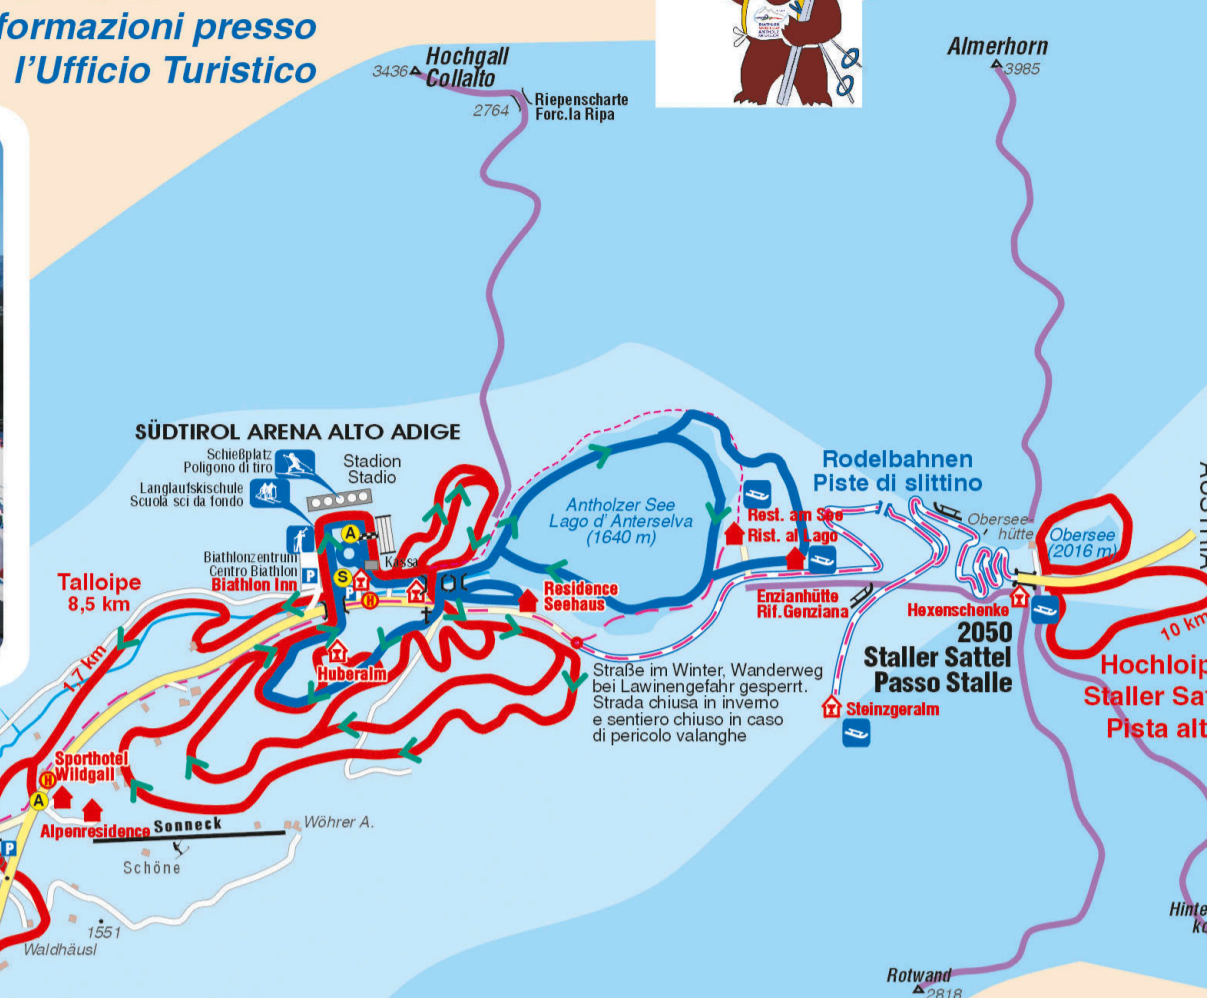 formazioni presso
l'Ufficio Turistico
Hochgall
Collalto
3436
2764
Riepenscharte
Forc.la Ripa
Almerhorn
3985
SÜDTIROL ARENA ALTO ADIGE
Schießplatz
Poligono di tiro
Stadion
Stadio
Langlaufskischule
Scuola sci da fondo
Biathlonzentrum
Centro Biathlon
Biathlon Inn
P
A
S
P
H
Kassa
Talloipe
8,5 km
1,7 km
Huberalm
Residence
Seehaus
Antholzer See
Lago d' Anterselva
(1640 m)
Rest. am See
Rist. al Lago
Rodelbahnen
Piste di slittino
Obersee-
hütte
Obersee
(2016 m)
AUSTRIA
Enzianhütte
Rif.Genziana
Hexenschenke
2050
Staller Sattel
Passo Stalle
10 km
Hochloip
Staller Sa
Pista alt
Straße im Winter, Wanderweg
bei Lawinengefahr gesperrt.
Strada chiusa in inverno
e sentiero chiuso in caso
di pericolo valanghe
Steinzgeralm
Sporthotel
Wildgall
H
A
Alpenresidence
Sonneck
Wöhrer A.
Schöne
P
1551
Waldhäusl
Hinte
ko
Rotwand
2818